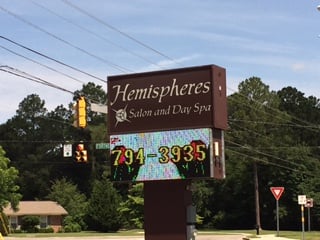 Hemispheres
Salon and Day Spa
794-3935